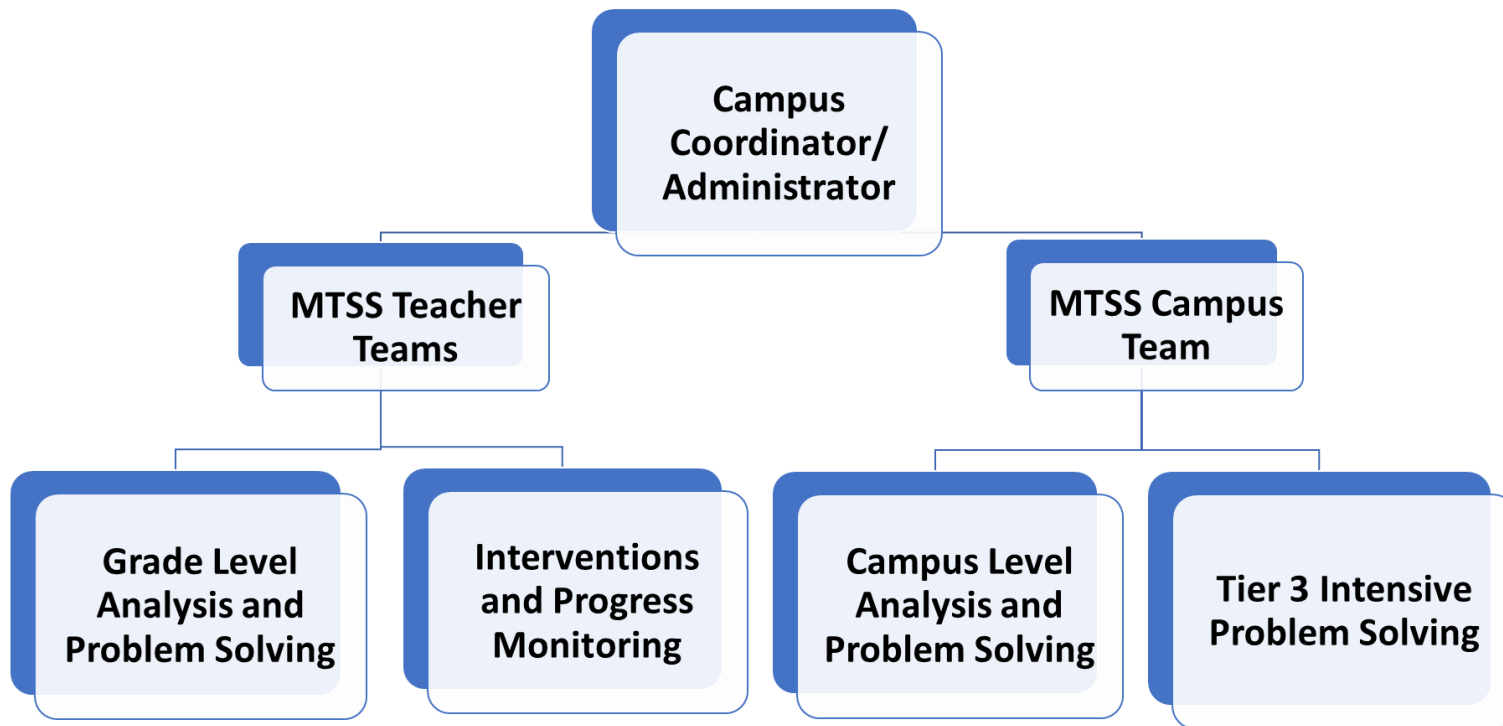 Campus
Coordinator/
Administrator
MTSS Teacher
Teams
MTSS Campus
Team
Grade Level
Analysis and
Problem Solving
Interventions
and Progress
Monitoring
Campus Level
Analysis and
Problem Solving
Tier 3 Intensive
Problem Solving